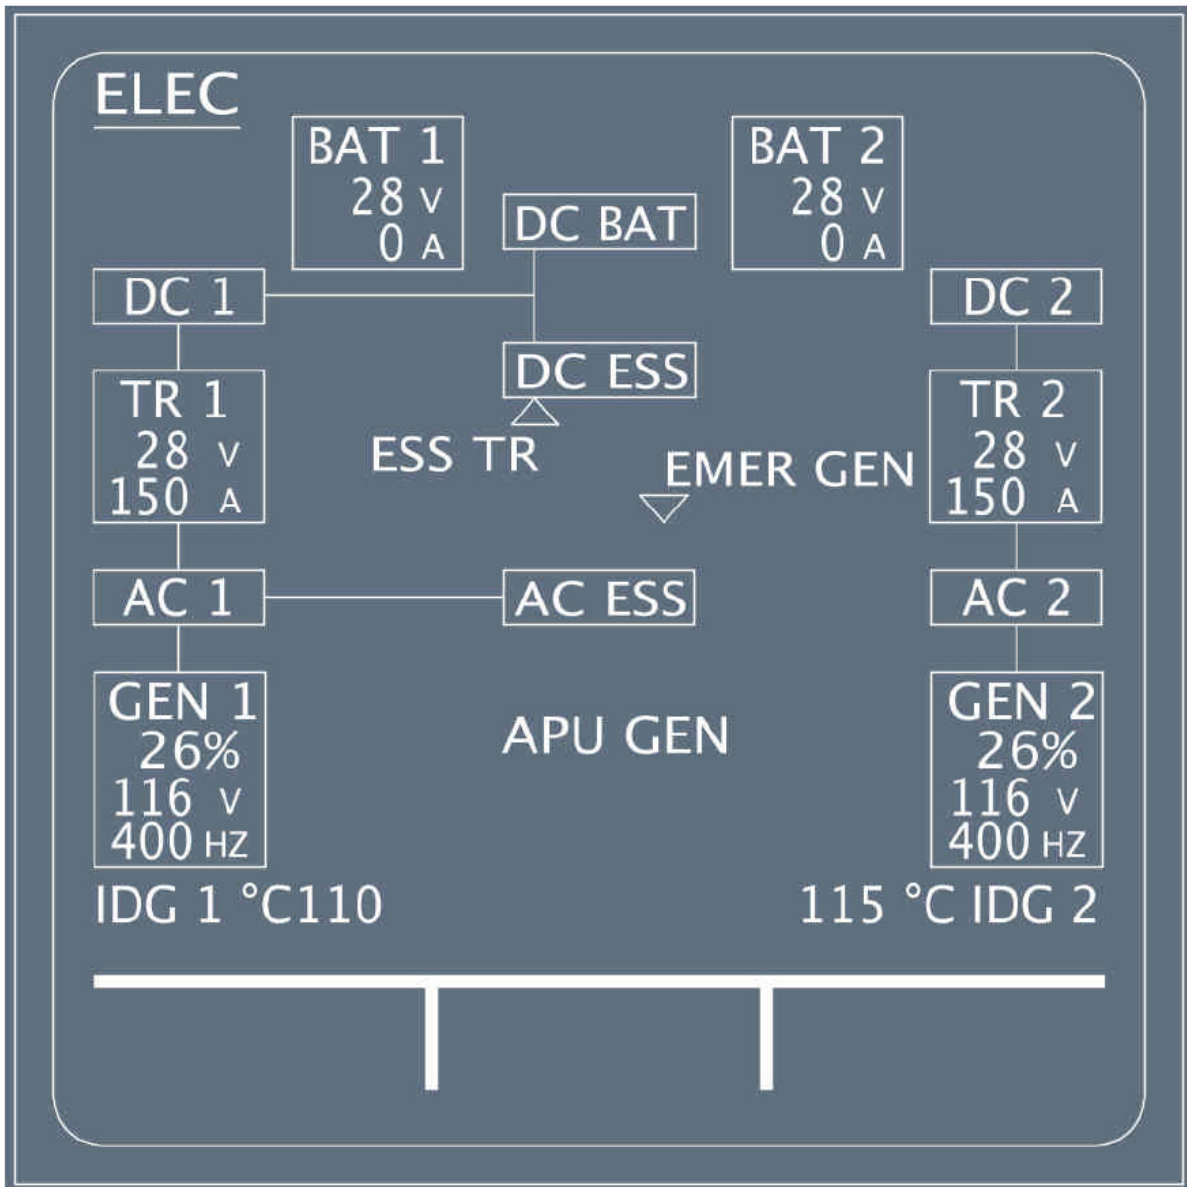 ELEC
BAT 1
28 V
0 A
DC BAT
BAT 2
28 V
0 A
DC 1
DC 2
DC ESS
TR 1
28 V
150 A
ESS TR
EMER GEN
TR 2
28 V
150 A
AC 1
AC ESS
AC 2
GEN 1
26%
116 V
400 HZ
APU GEN
GEN 2
26%
116 V
400 HZ
IDG 1 °C110
115 °C IDG 2